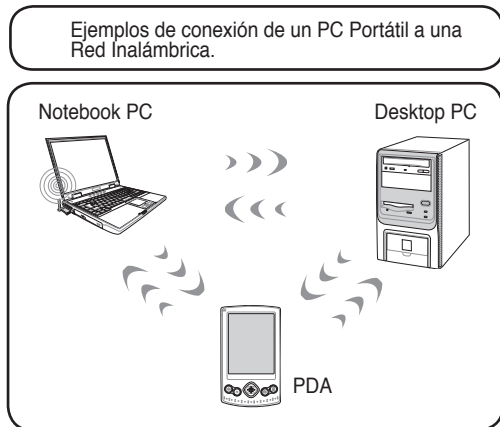 Ejemplos de conexión de un PC Portátil a una
Red Inalámbrica.
Notebook PC
Desktop PC
PDA